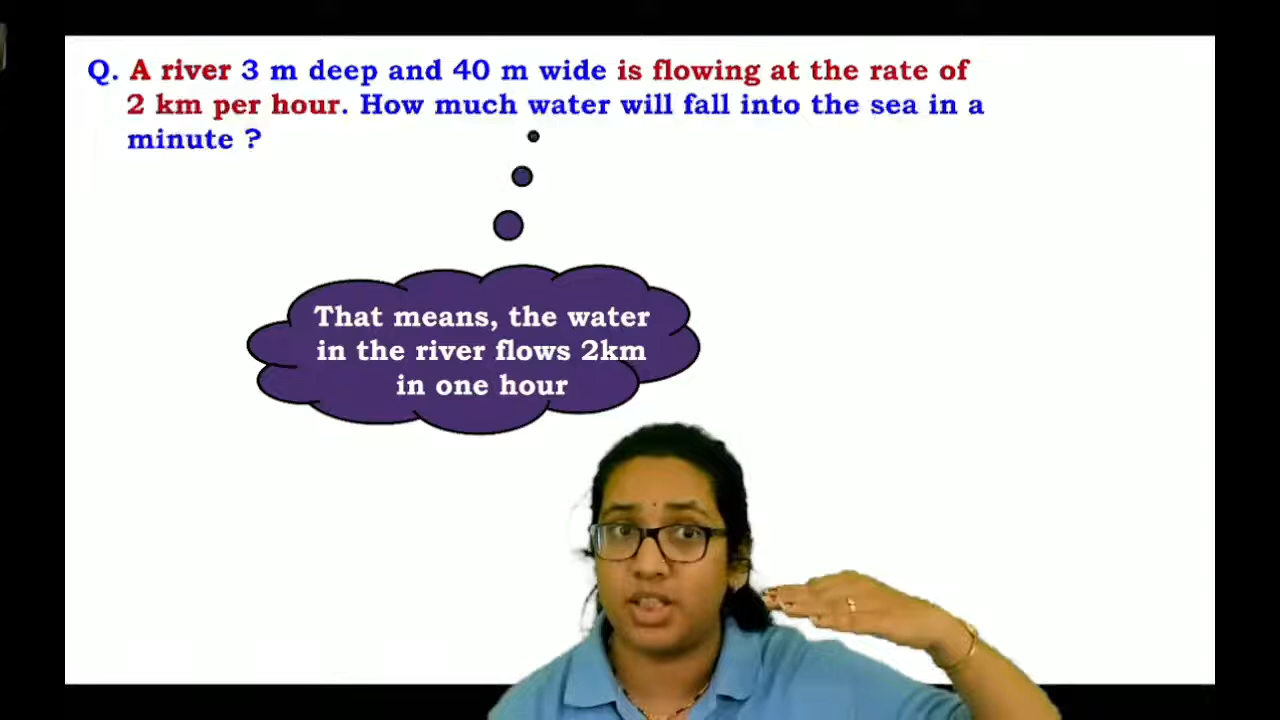 Q. A river 3 m deep and 40 m wide is flowing at the rate of
2 km per hour. How much water will fall into the sea in a
minute ?
That means, the water
in the river flows 2km
in one hour